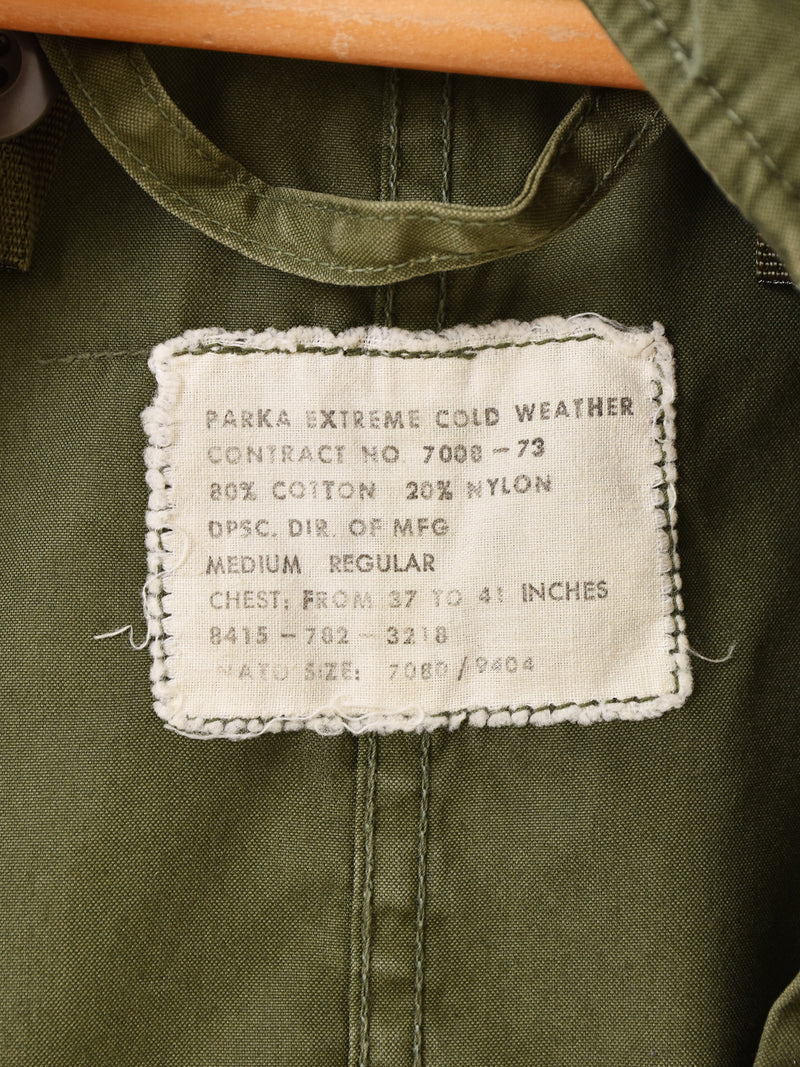 PARKA EXTREME COLD WEATHER
CONTRACT NO. 7008-73
80% COTTON 20% NYLON
DPSC. DIR. OF MFG
MEDIUM REGULAR
CHEST: FROM 37 TO 41 INCHES
8415-782-3218
NATO SIZE: 7080/9404